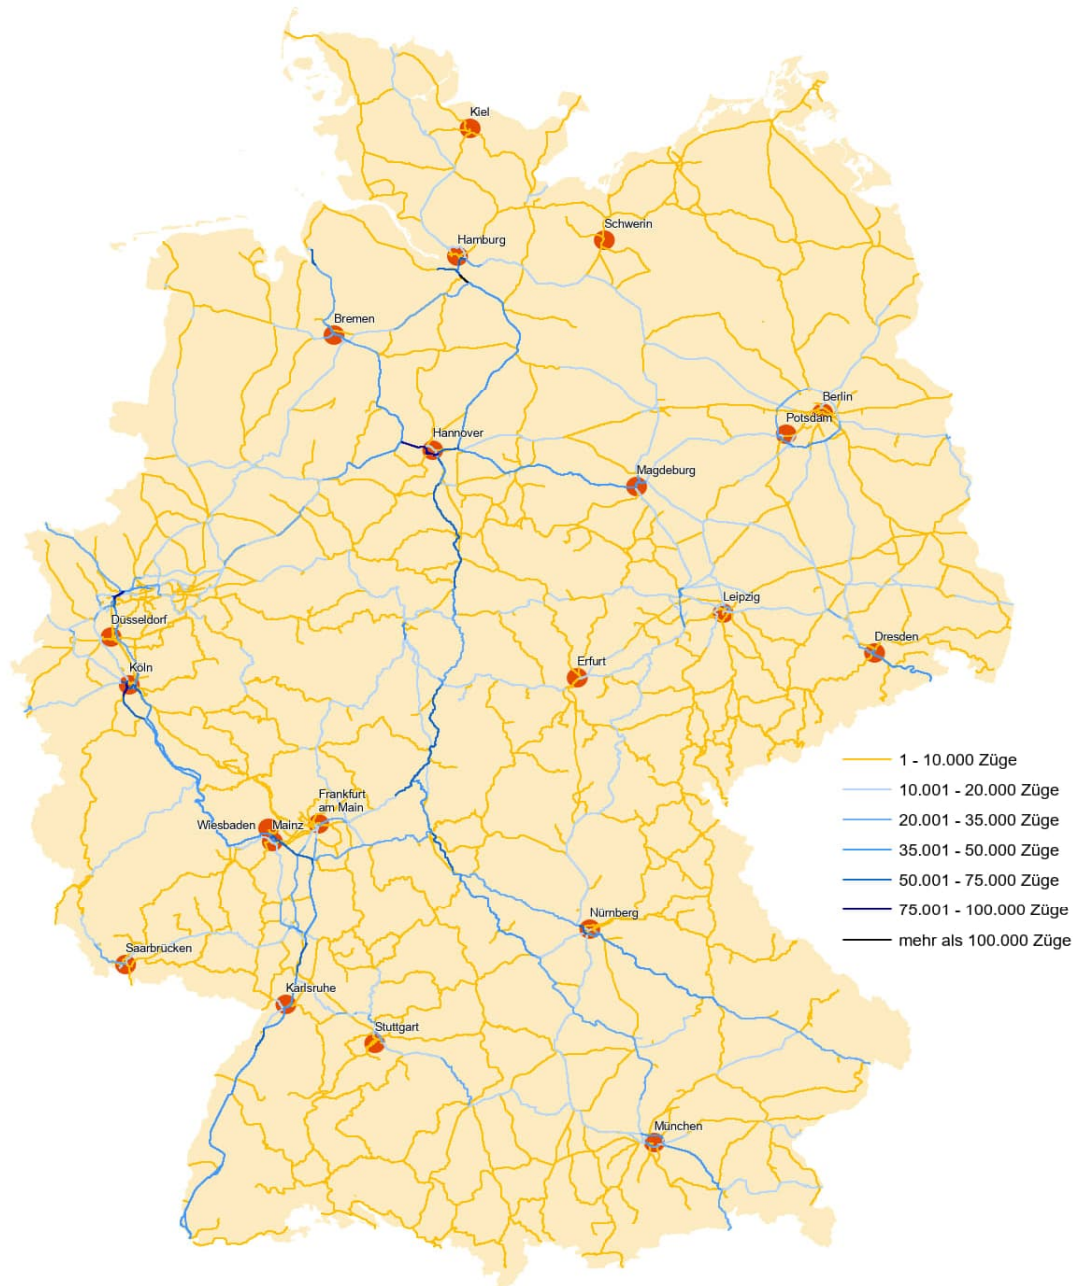 Kiel
Schwerin
Hamburg
Bremen
Berlin
Potsdam
Hannover
Magdeburg
Leipzig
Düsseldorf
Dresden
Erfurt
Köln
1 - 10.000 Züge
10.001 - 20.000 Züge
Frankfurt
am Main
Wiesbaden
Mainz
20.001 - 35.000 Züge
35.001 - 50.000 Züge
50.001 - 75.000 Züge
75.001 - 100.000 Züge
Nürnberg
mehr als 100.000 Züge
Saarbrücken
Karlsruhe
Stuttgart
München